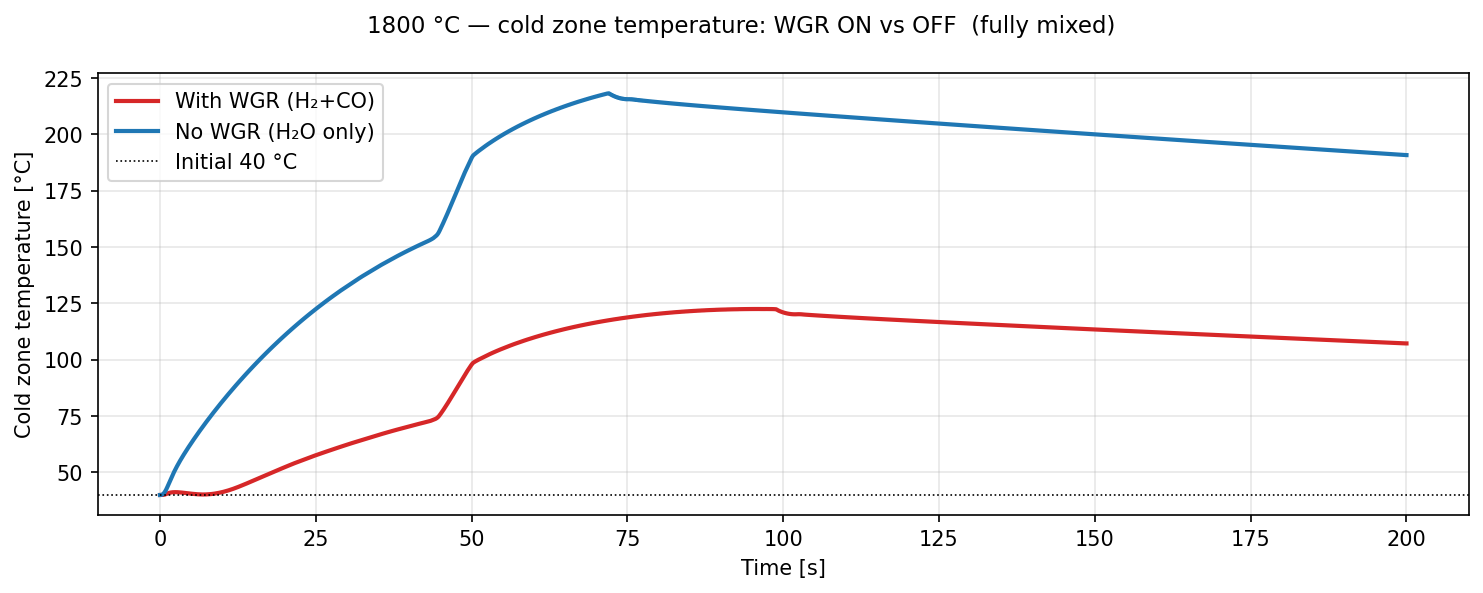 1800 °C — cold zone temperature: WGR ON vs OFF  (fully mixed)
With WGR (H₂+CO)
No WGR (H₂O only)
Initial 40 °C
Cold zone temperature [°C]
225
200
175
150
125
100
75
50
0 25 50 75 100 125 150 175 200
Time [s]